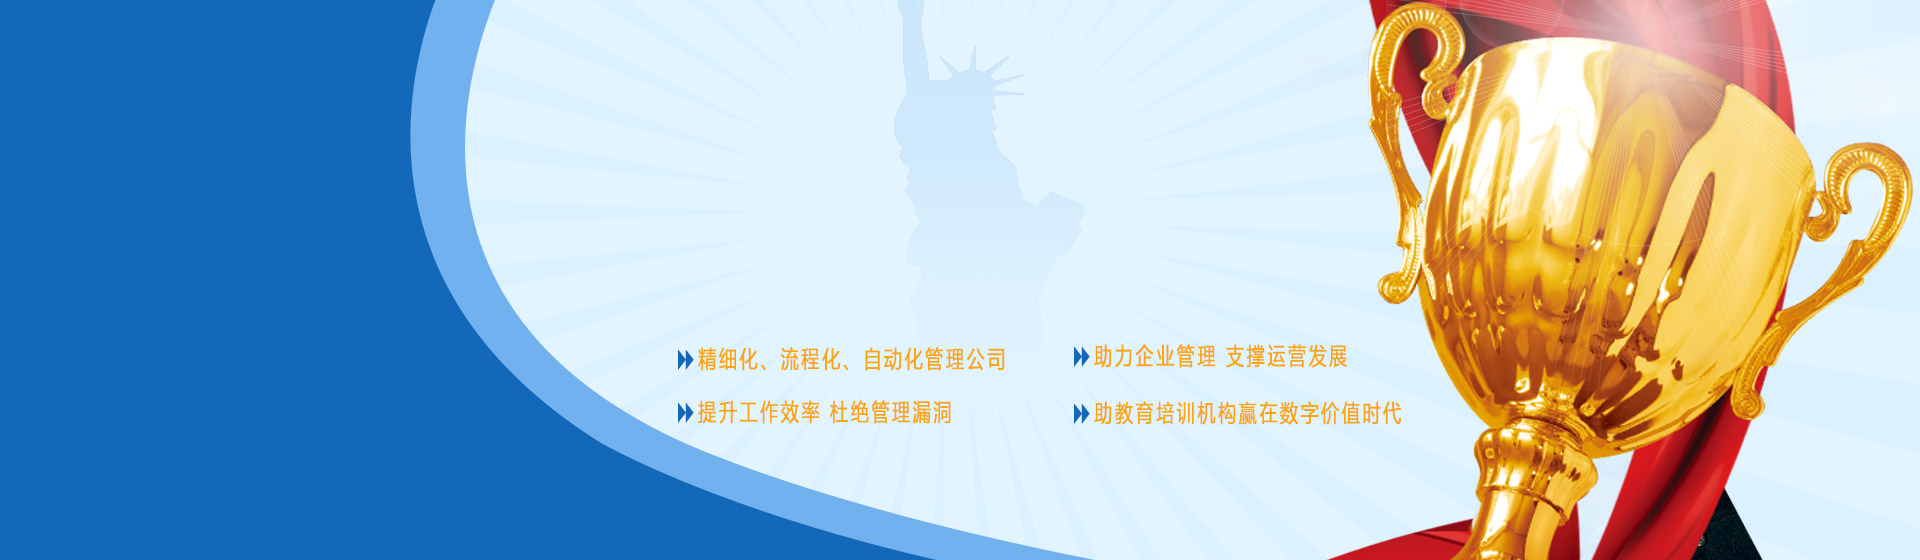 精细化、流程化、自动化管理公司
助力企业管理 支撑运营发展
提升工作效率 杜绝管理漏洞
助教育培训机构赢在数字价值时代